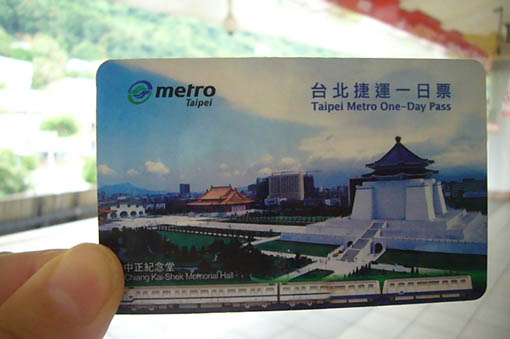 metro
Taipei
台北捷運一日票
Taipei Metro One-Day Pass
中正紀念堂
Chiang Kai-Shek Memorial Hall